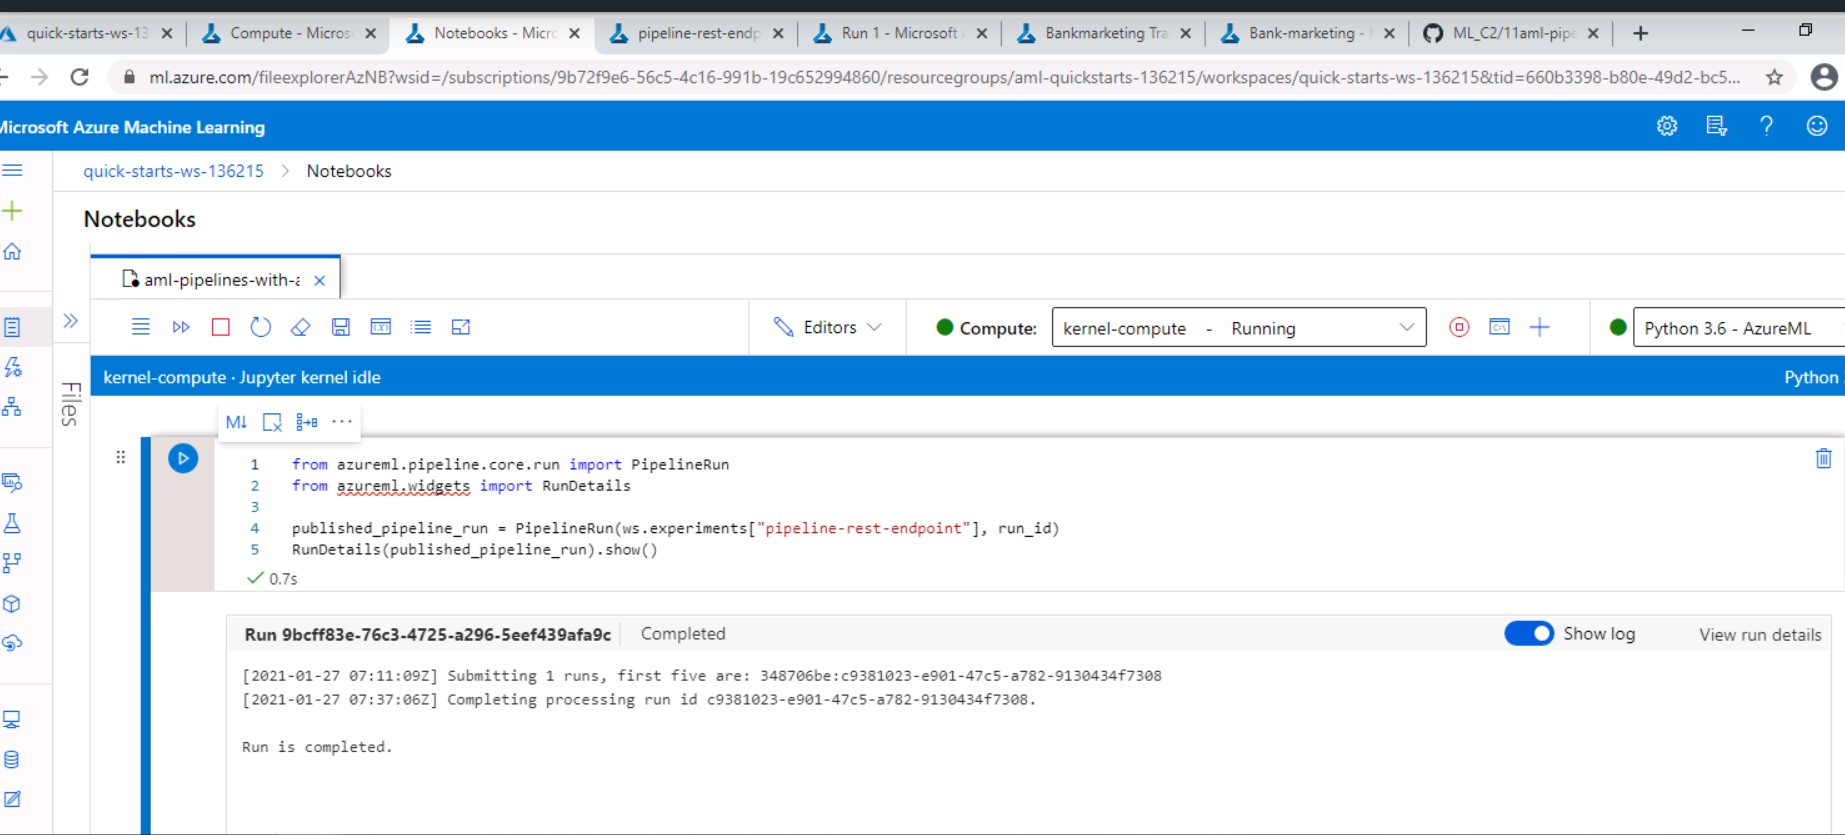 quick-starts-ws-13
Compute - Micros
Notebooks - Micro
pipeline-rest-endp
Run 1 - Microsoft
Bankmarketing Tra
Bank-marketing -
ML_C2/11aml-pipe
ml.azure.com/fileexplorerAzNB?wsid=/subscriptions/9b72f9e6-56c5-4c16-991b-19c652994860/resourcegroups/aml-quickstarts-136215/workspaces/quick-starts-ws-136215&tid=660b3398-b80e-49d2-bc5...
Microsoft Azure Machine Learning
quick-starts-ws-136215 > Notebooks
Notebooks
aml-pipelines-with-a
Editors
Compute: kernel-compute - Running
Python 3.6 - AzureML
Files
kernel-compute · Jupyter kernel idle
Python
M↓
1 from azureml.pipeline.core.run import PipelineRun
2 from azureml.widgets import RunDetails
3
4 published_pipeline_run = PipelineRun(ws.experiments["pipeline-rest-endpoint"], run_id)
5 RunDetails(published_pipeline_run).show()
0.7s
Run 9bcff83e-76c3-4725-a296-5eef439afa9c Completed
Show log
View run details
[2021-01-27 07:11:09Z] Submitting 1 runs, first five are: 348706be:c9381023-e901-47c5-a782-9130434f7308
[2021-01-27 07:37:06Z] Completing processing run id c9381023-e901-47c5-a782-9130434f7308.
Run is completed.